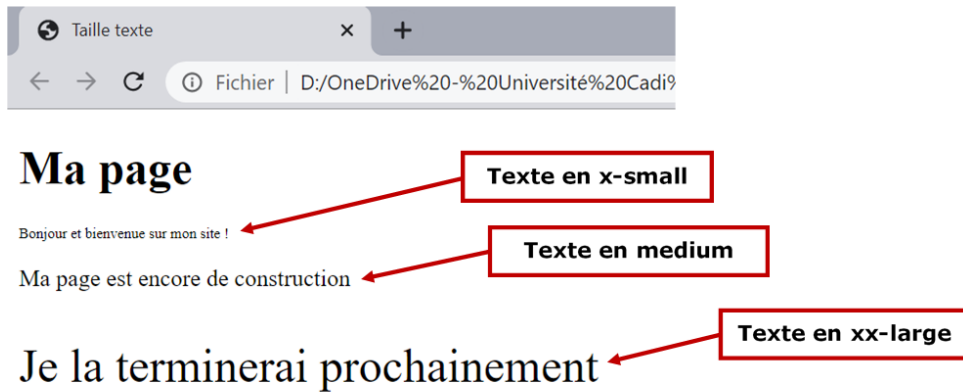 Taille texte
Fichier | D:/OneDrive%20-%20Université%20Cadi%
Ma page
Texte en x-small
Bonjour et bienvenue sur mon site !
Texte en medium
Ma page est encore de construction
Texte en xx-large
Je la terminerai prochainement